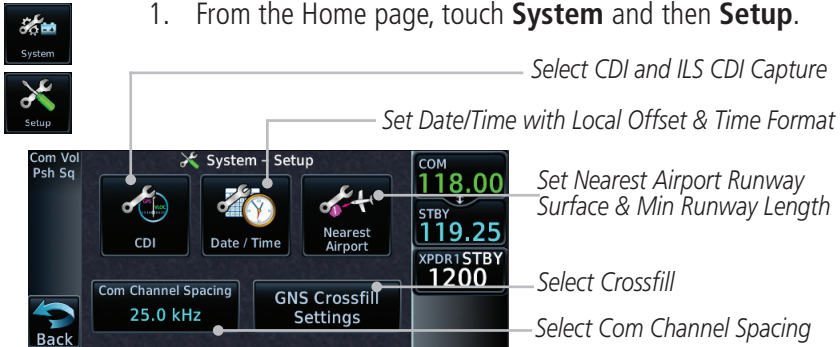 1. From the Home page, touch System and then Setup.
System
Setup
Select CDI and ILS CDI Capture
Set Date/Time with Local Offset & Time Format
Com Vol
Psh Sq
System - Setup
COM
118.00
STBY
119.25
XPDR1 STBY
1200
GPS VLOC
CDI
Date / Time
Nearest
Airport
Set Nearest Airport Runway
Surface & Min Runway Length
Com Channel Spacing
25.0 kHz
GNS Crossfill
Settings
Select Crossfill
Select Com Channel Spacing
Back